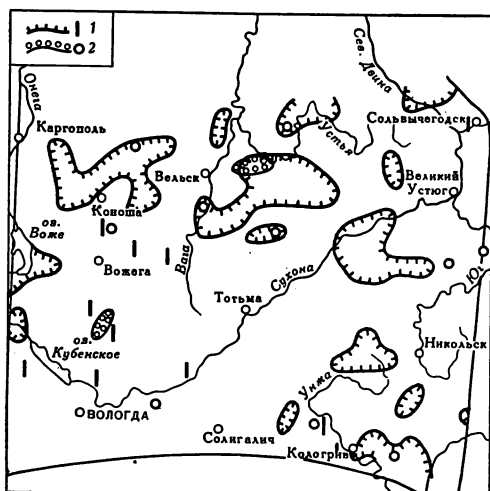 1
2
Онега
Сев. Двина
Каргополь
Устья
Сольвычегодск
Вельск
Великий
Устюг
Коноша
оз.
Воже
Вожега
Вага
Сухона
Юг
Тотьма
оз.
Кубенское
Никольск
Унжа
ВОЛОГДА
Солигалич
Кологрив